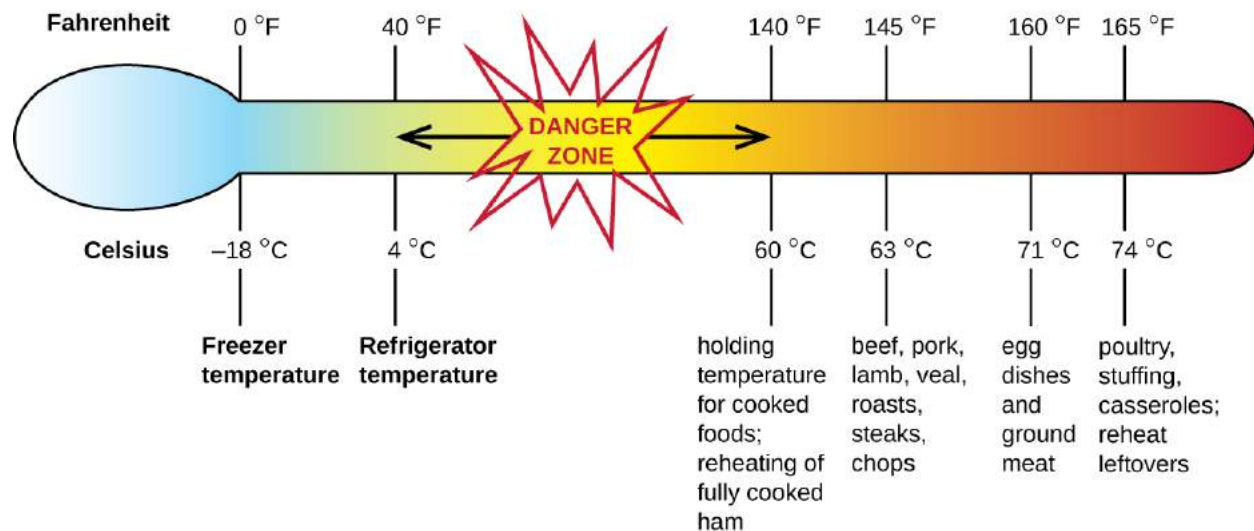 Fahrenheit 0 °F 40 °F 140 °F 145 °F 160 °F 165 °F
DANGER
ZONE
Celsius –18 °C 4 °C 60 °C 63 °C 71 °C 74 °C
Freezer
temperature
Refrigerator
temperature
holding
temperature
for cooked
foods;
reheating of
fully cooked
ham
beef, pork,
lamb, veal,
roasts,
steaks,
chops
egg
dishes
and
ground
meat
poultry,
stuffing,
casseroles;
reheat
leftovers